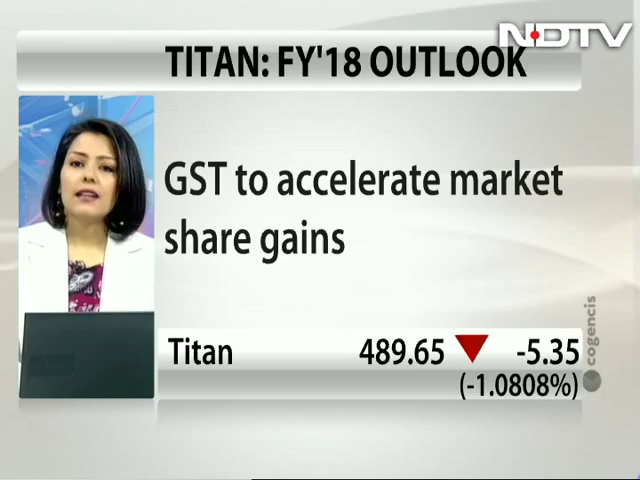 NDTV
TITAN: FY'18 OUTLOOK
GST to accelerate market
share gains
Titan 489.65 -5.35
(-1.0808%)
cogencis